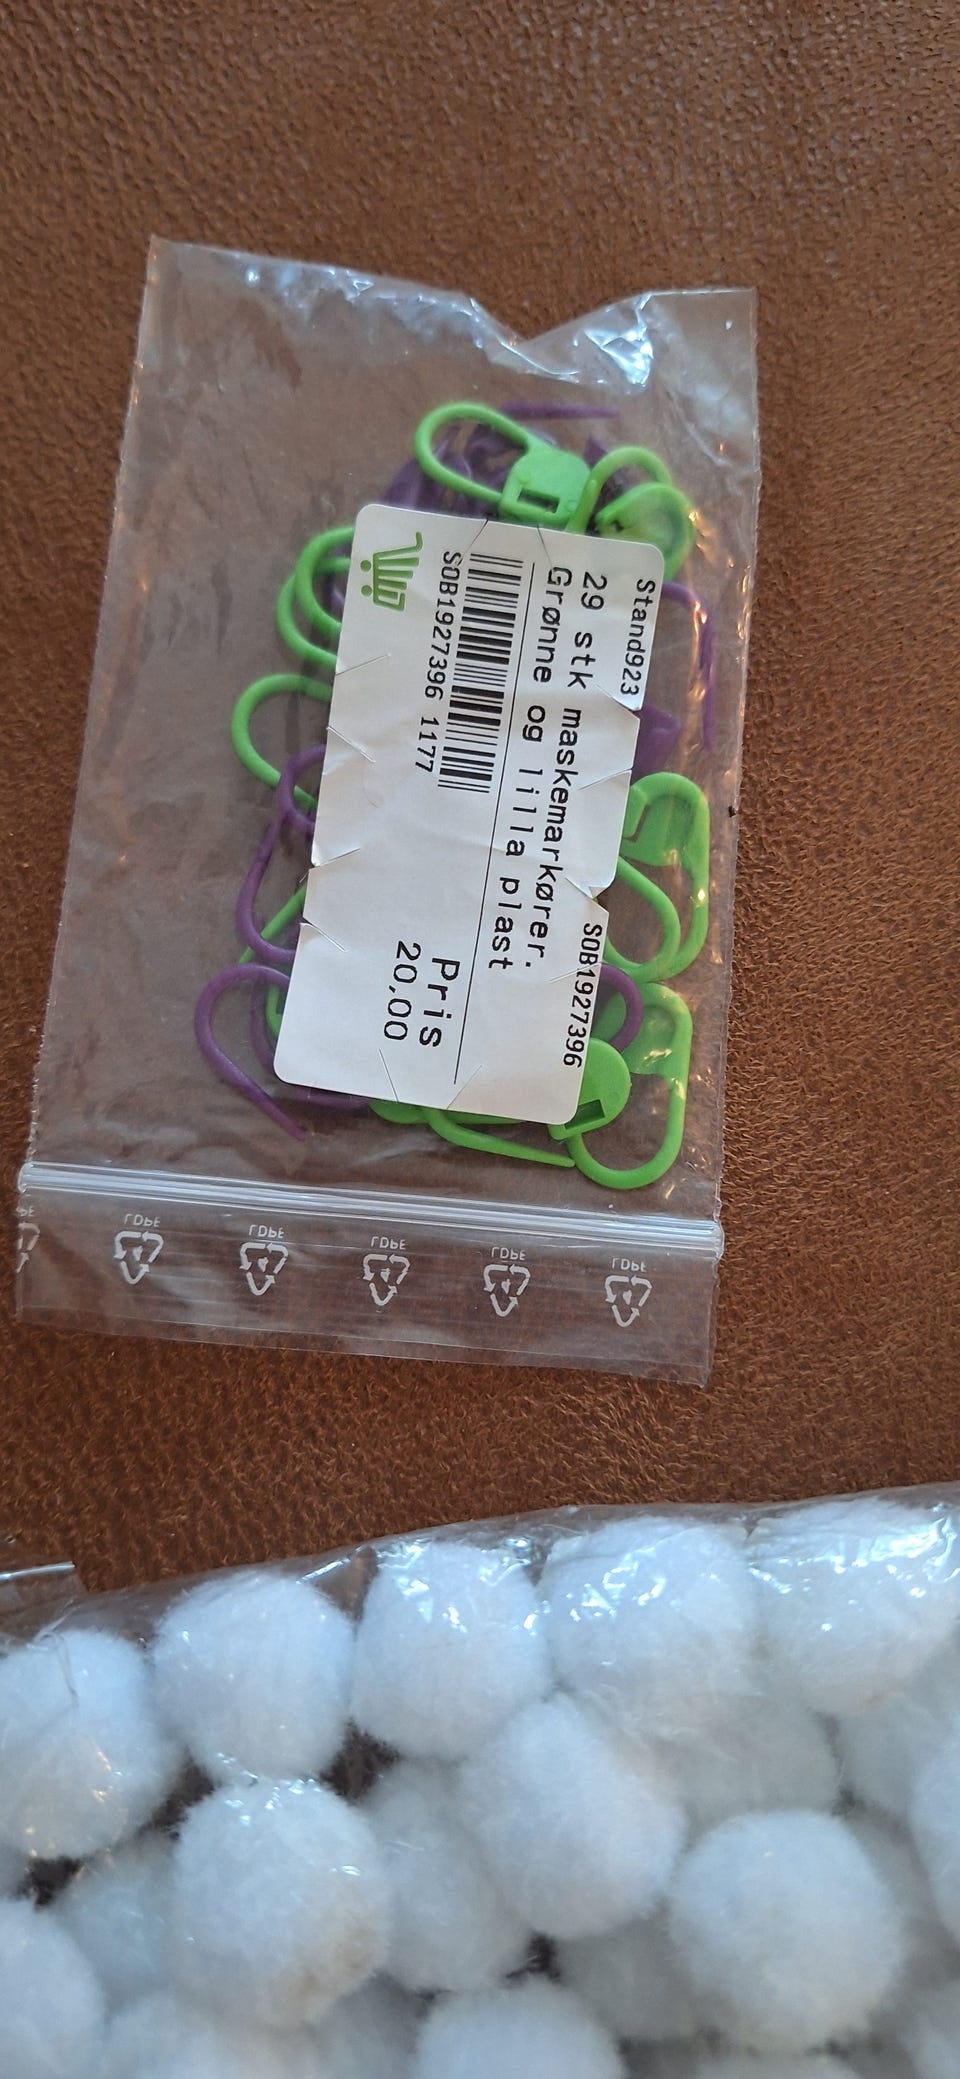 Stand923 SOB1927396
29 stk maskemarkører.
Grønne og lilla plast
SOB1927396 1177
Pris
20,00
LDPE
LDPE
LDPE
LDPE
LDPE